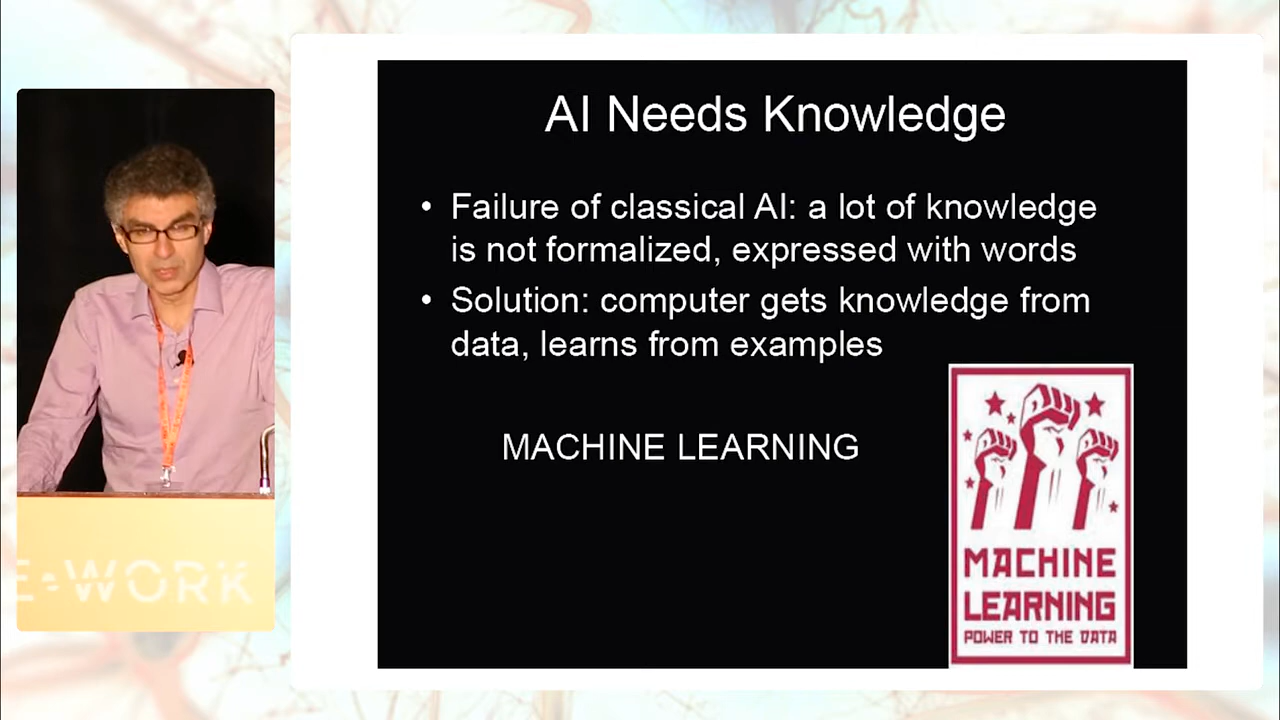 AI Needs Knowledge
• Failure of classical AI: a lot of knowledge
is not formalized, expressed with words
• Solution: computer gets knowledge from
data, learns from examples
MACHINE LEARNING
MACHINE
LEARNING
POWER TO THE DATA
E•WORK